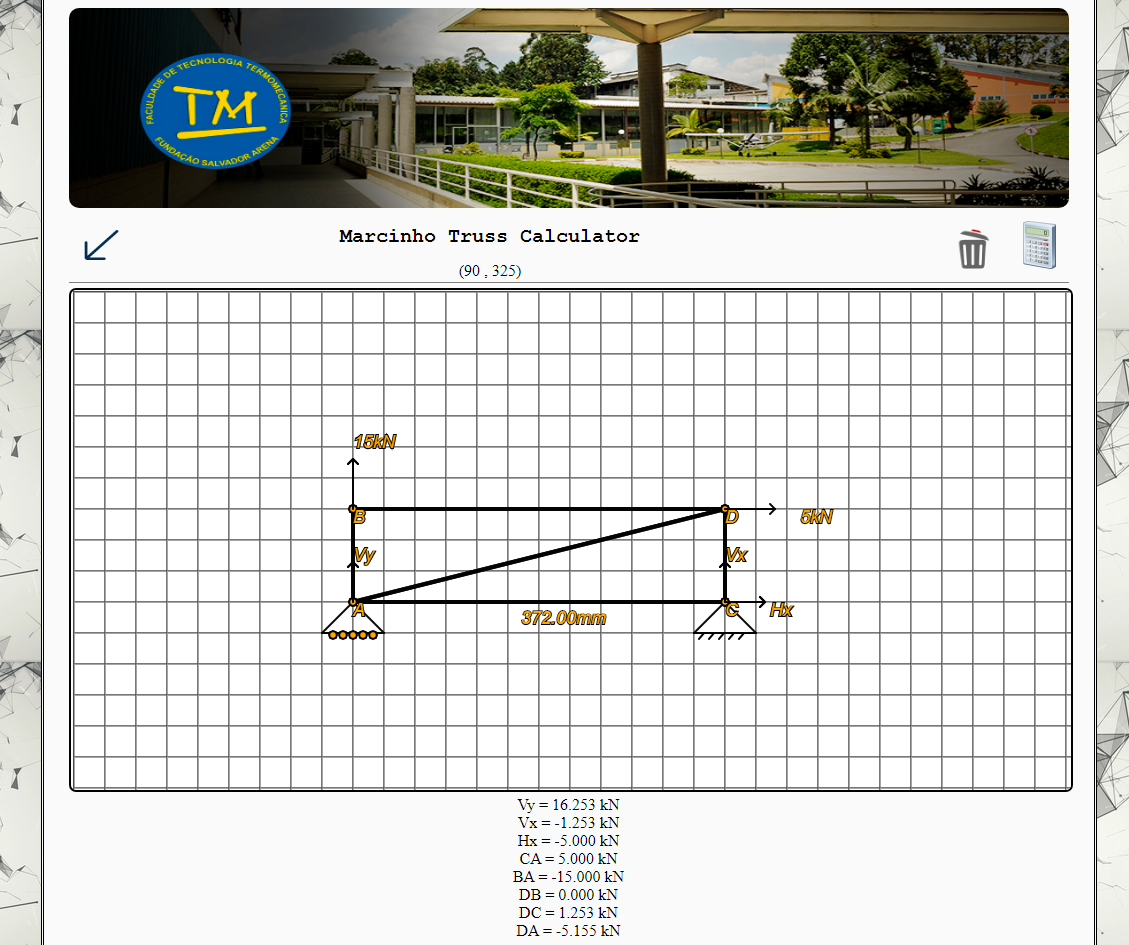 FACULDADE DE TECNOLOGIA TERMOMECANICA
TM
FUNDAÇÃO SALVADOR ARENA
Marcinho Truss Calculator
(90 , 325)
15kN
B
D
5kN
Vy
Vx
A
C
Hx
372.00mm
Vy = 16.253 kN
Vx = -1.253 kN
Hx = -5.000 kN
CA = 5.000 kN
BA = -15.000 kN
DB = 0.000 kN
DC = 1.253 kN
DA = -5.155 kN